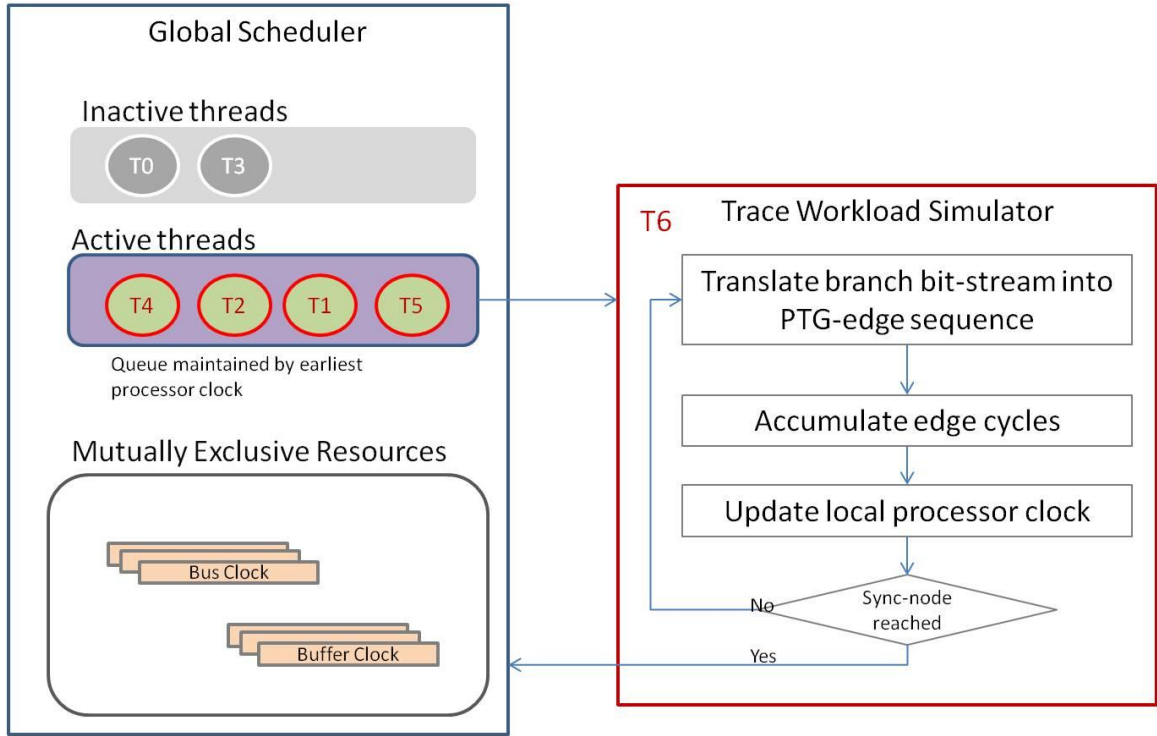 Global Scheduler
Inactive threads
T0 T3
Active threads
T4 T2 T1 T5
Queue maintained by earliest
processor clock
Mutually Exclusive Resources
Bus Clock
Buffer Clock
T6 Trace Workload Simulator
Translate branch bit-stream into
PTG-edge sequence
Accumulate edge cycles
Update local processor clock
Sync-node
reached
No
Yes